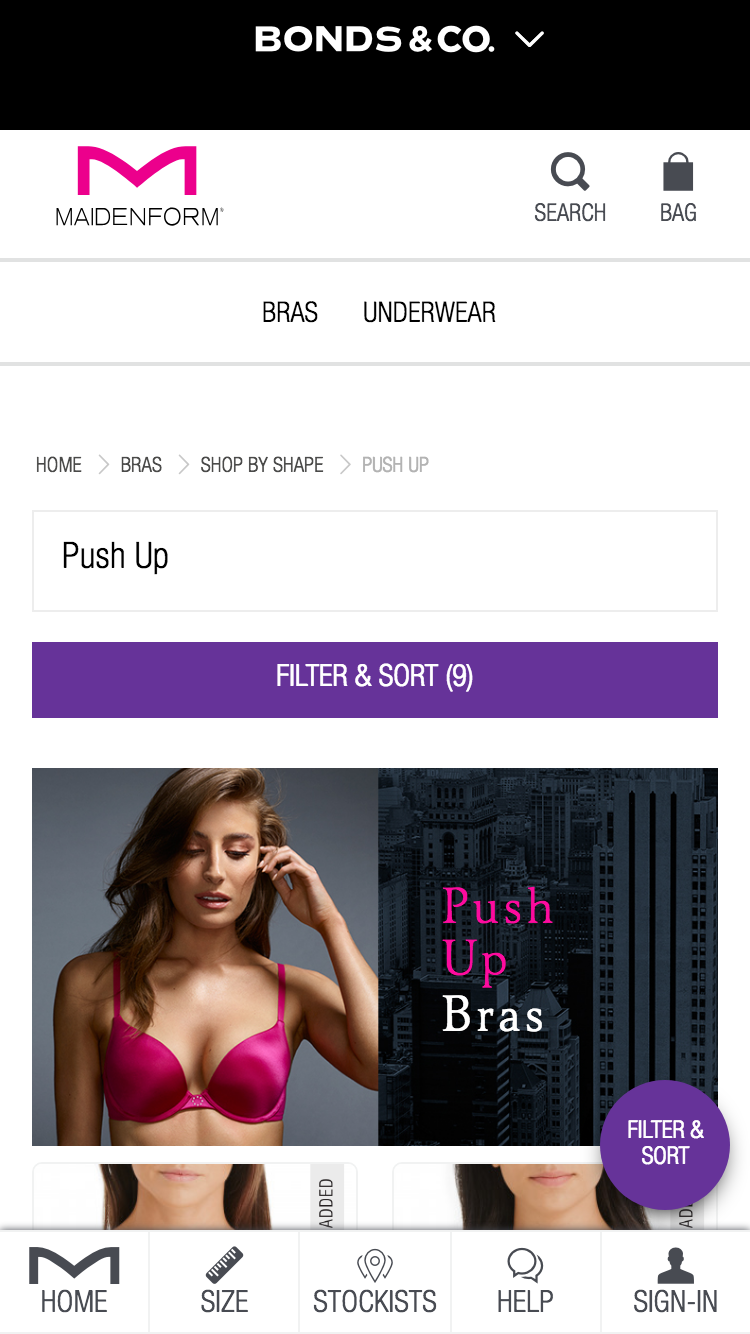 BONDS & CO.
MAIDENFORM®
SEARCH
BAG
BRAS UNDERWEAR
HOME BRAS SHOP BY SHAPE PUSH UP
Push Up
FILTER & SORT (9)
Push
Up
Bras
FILTER &
SORT
ADDED
HOME SIZE STOCKISTS HELP SIGN-IN